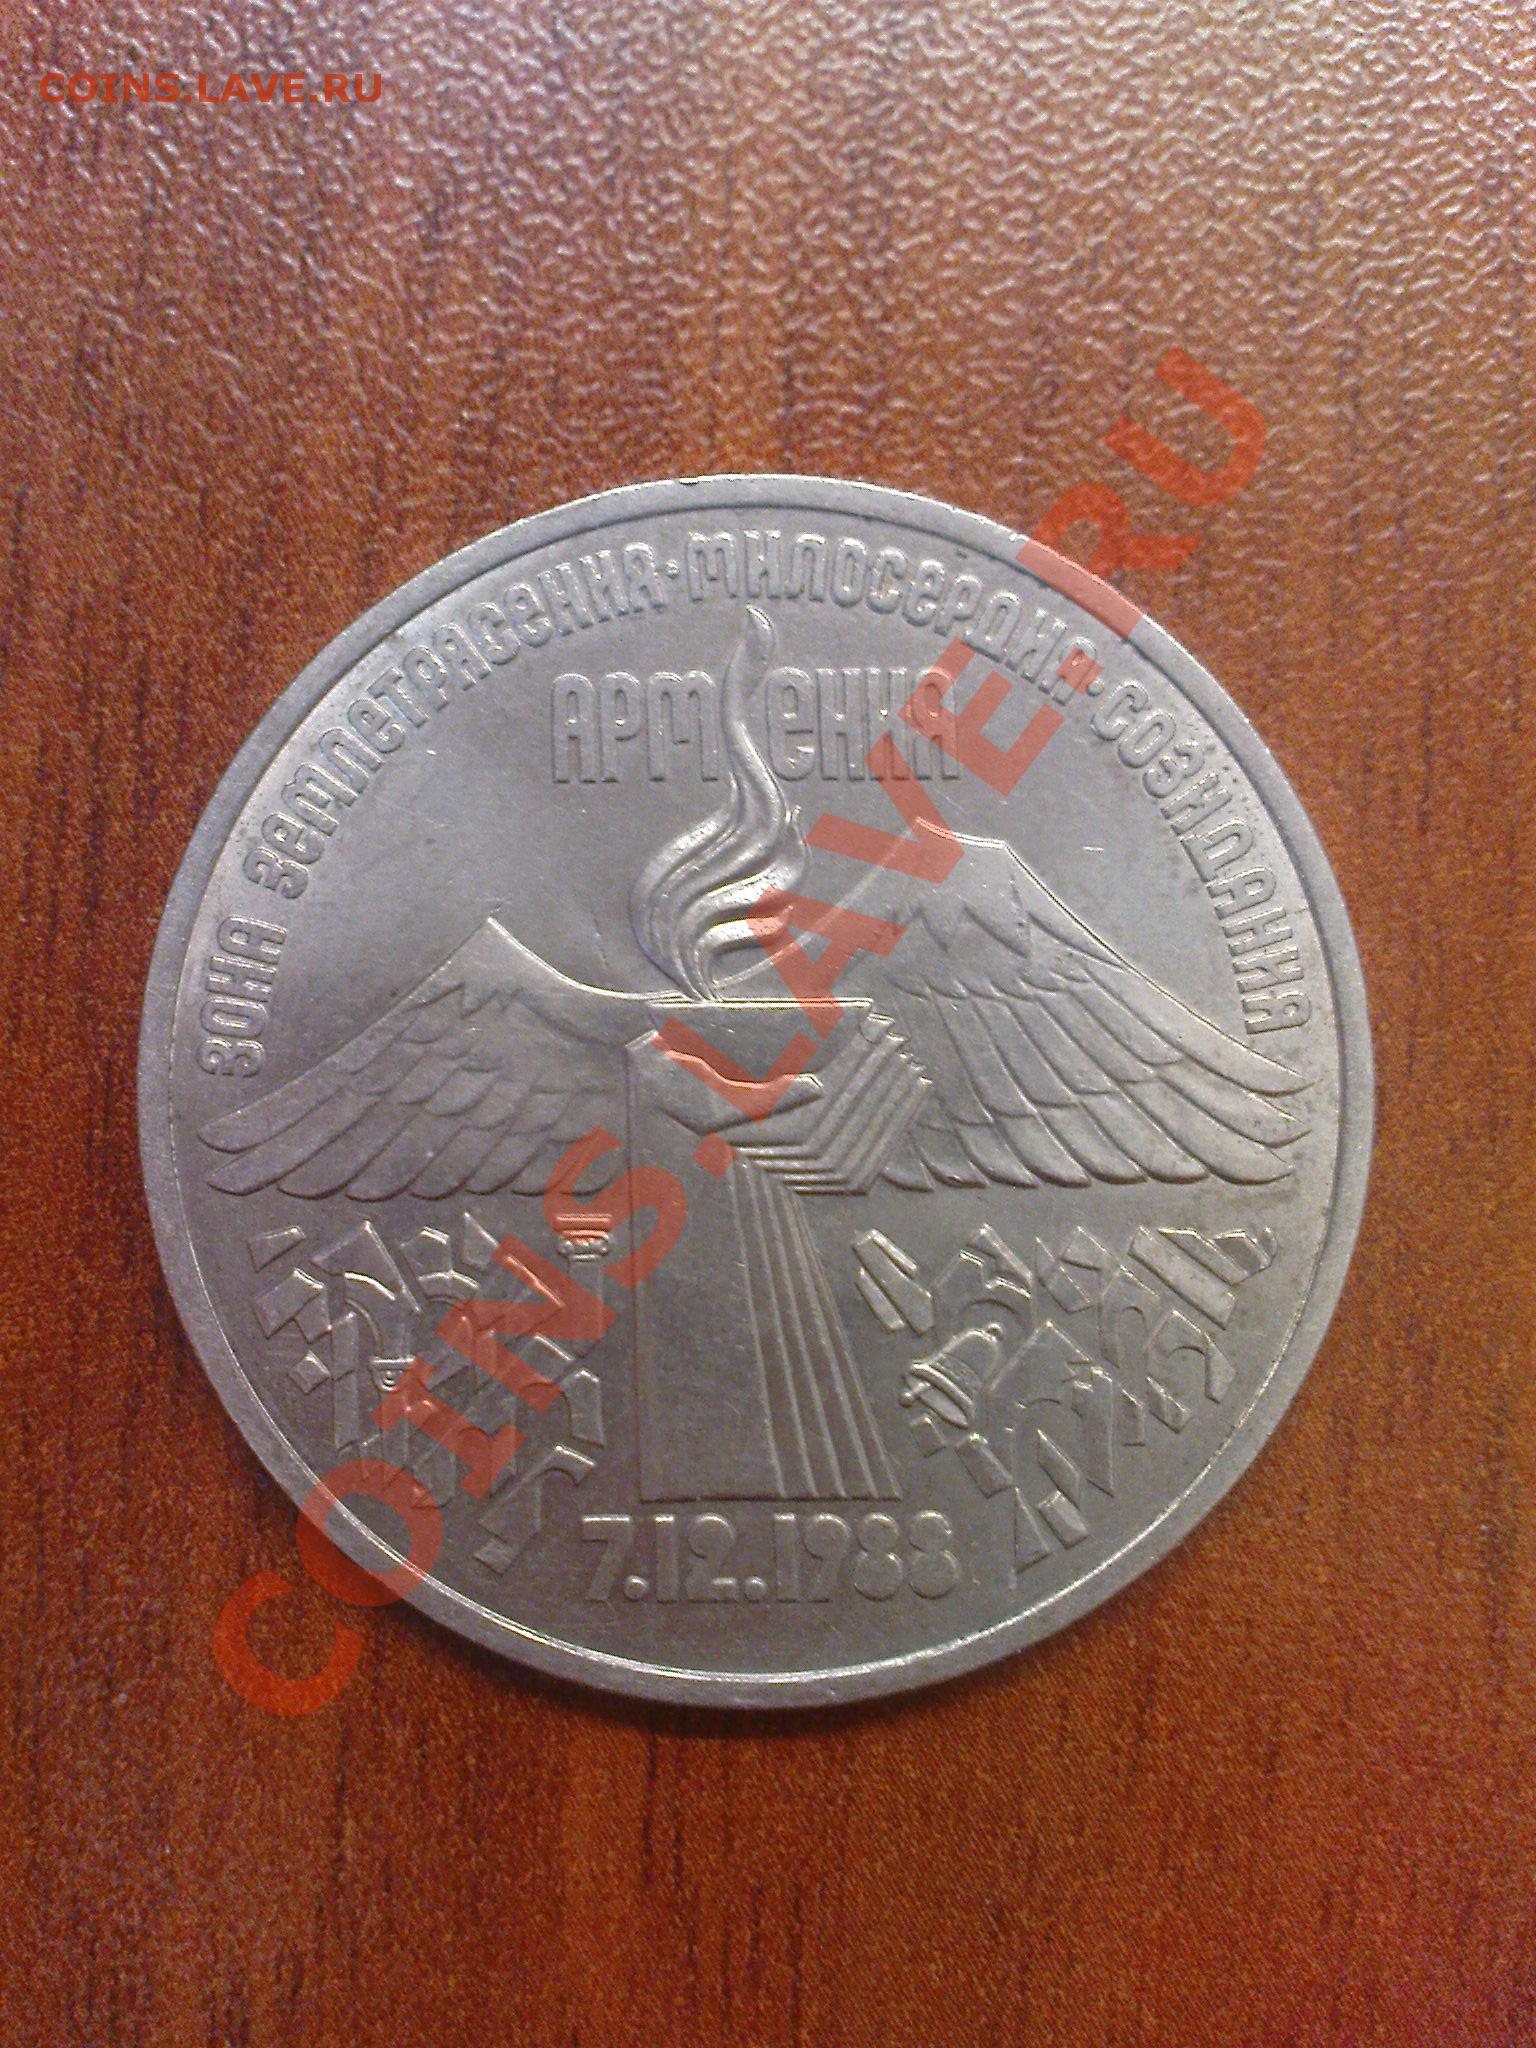 COINS.LAVE.RU
ЗОНА ЗЕМЛЕТРЯСЕНИЯ·МИЛОСЕРДИЯ·СОЗИДАНИЯ
АРМЕНИЯ
7.12.1988
COINS.LAVE.RU